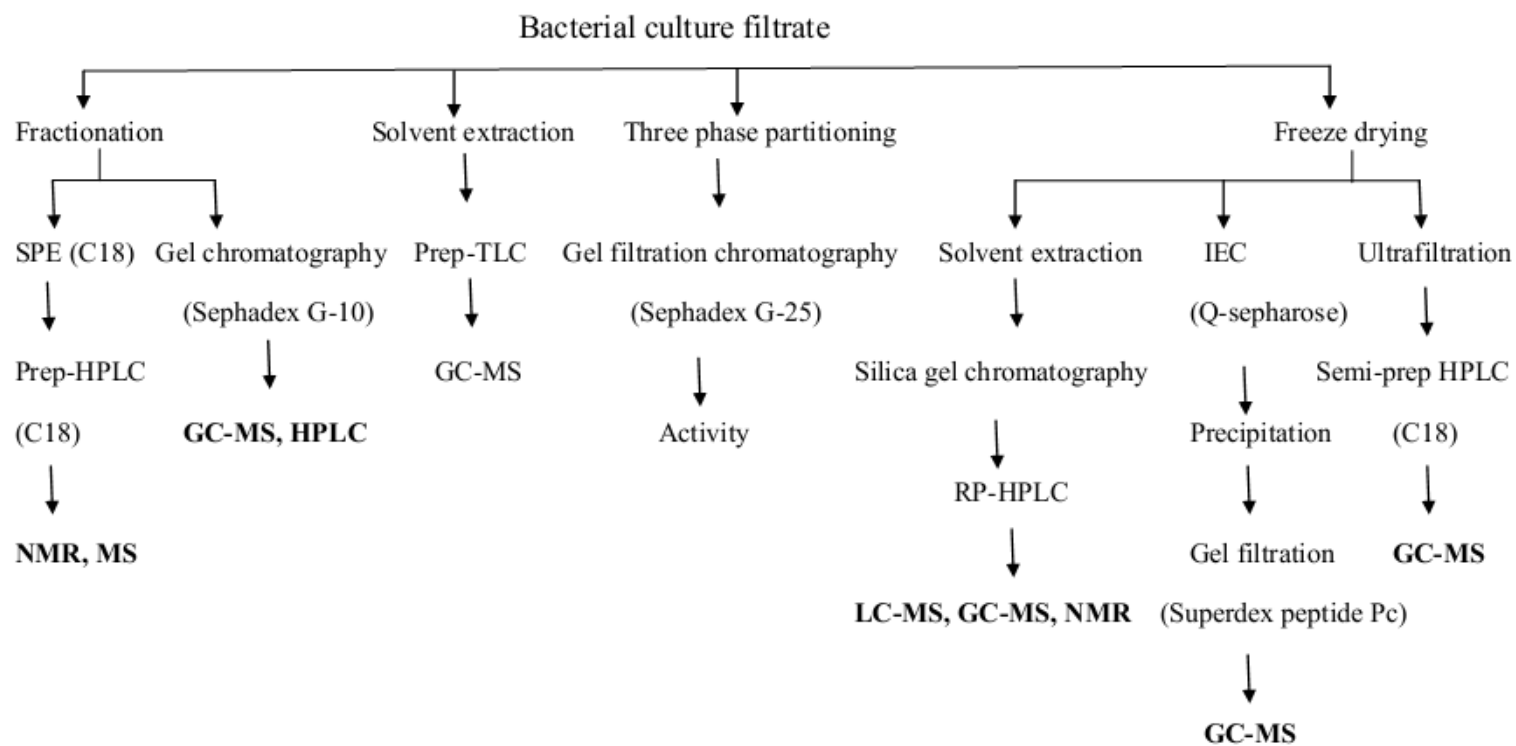 Bacterial culture filtrate
Fractionation
Solvent extraction
Three phase partitioning
Freeze drying
SPE (C18)
Gel chromatography
Prep-TLC
Gel filtration chromatography
Solvent extraction
IEC
Ultrafiltration
(Sephadex G-10)
(Sephadex G-25)
(Q-sepharose)
Prep-HPLC
GC-MS
Silica gel chromatography
Semi-prep HPLC
(C18)
GC-MS, HPLC
Activity
Precipitation
(C18)
RP-HPLC
NMR, MS
Gel filtration
GC-MS
LC-MS, GC-MS, NMR
(Superdex peptide Pc)
GC-MS